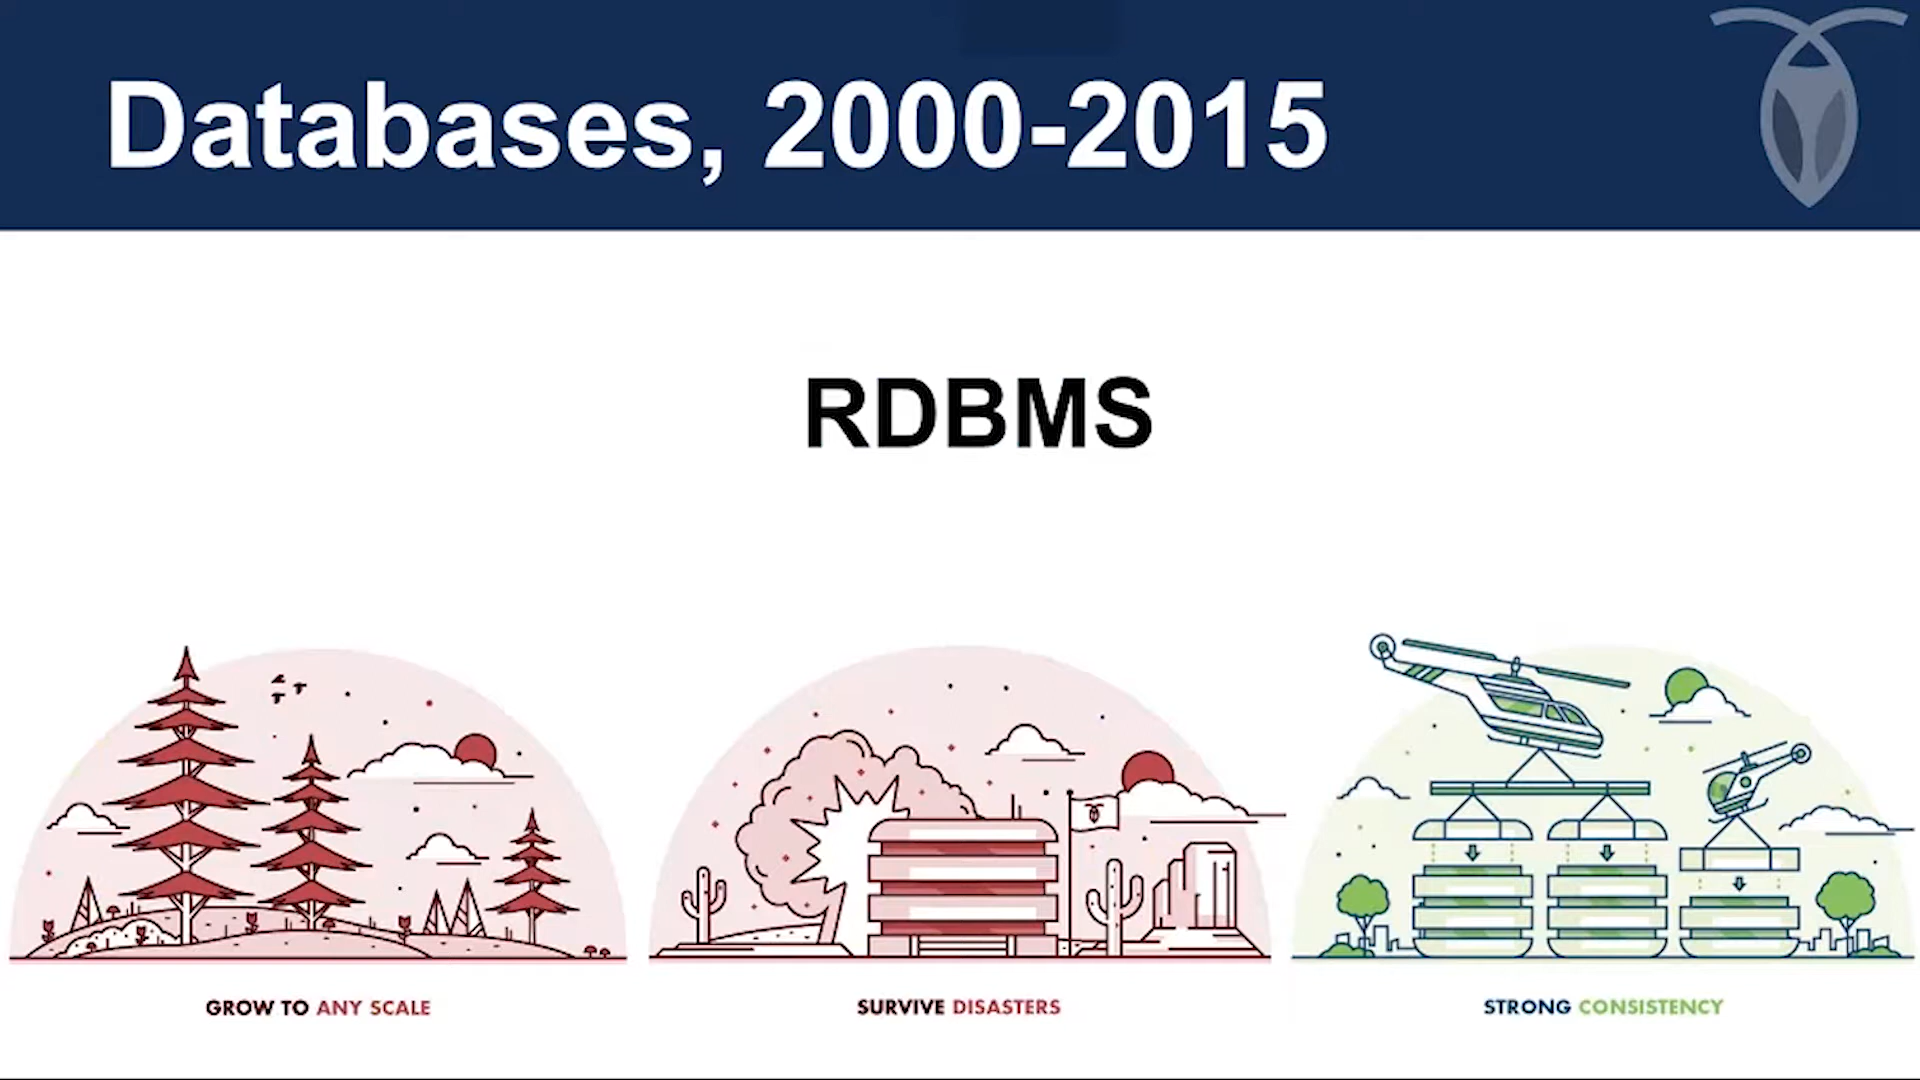 Databases, 2000-2015
RDBMS
GROW TO ANY SCALE
SURVIVE DISASTERS
STRONG CONSISTENCY